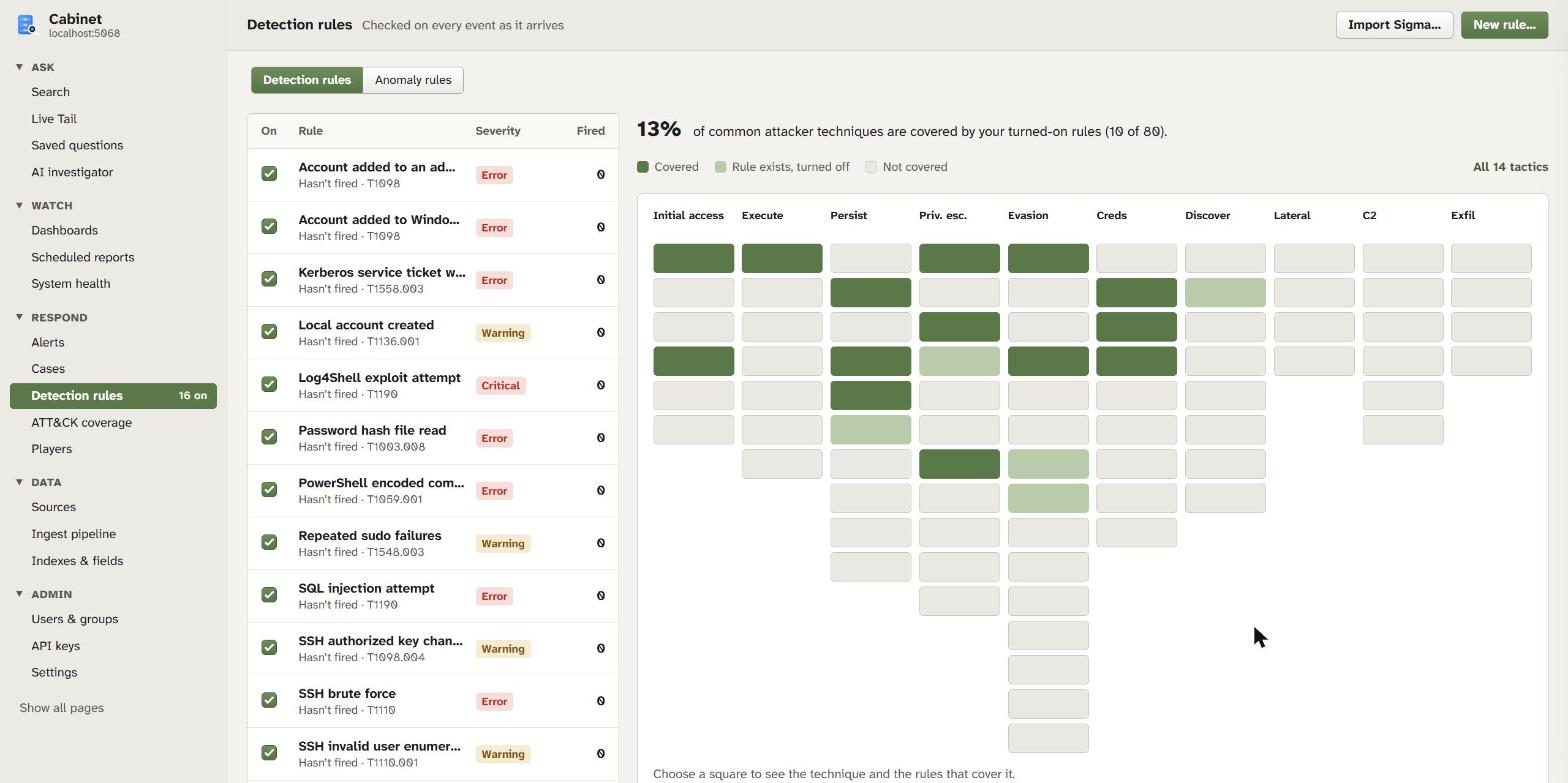 Cabinet
localhost:5068
ASK
Search
Live Tail
Saved questions
AI investigator
WATCH
Dashboards
Scheduled reports
System health
RESPOND
Alerts
Cases
Detection rules 16 on
ATT&CK coverage
Players
DATA
Sources
Ingest pipeline
Indexes & fields
ADMIN
Users & groups
API keys
Settings
Show all pages
Detection rules Checked on every event as it arrives
Import Sigma... New rule...
Detection rules Anomaly rules
On Rule Severity Fired
Account added to an ad... Error 0
Hasn't fired · T1098
Account added to Windo... Error 0
Hasn't fired · T1098
Kerberos service ticket w... Error 0
Hasn't fired · T1558.003
Local account created Warning 0
Hasn't fired · T1136.001
Log4Shell exploit attempt Critical 0
Hasn't fired · T1190
Password hash file read Error 0
Hasn't fired · T1003.008
PowerShell encoded com... Error 0
Hasn't fired · T1059.001
Repeated sudo failures Warning 0
Hasn't fired · T1548.003
SQL injection attempt Error 0
Hasn't fired · T1190
SSH authorized key chan... Warning 0
Hasn't fired · T1098.004
SSH brute force Error 0
Hasn't fired · T1110
SSH invalid user enumer... Warning 0
Hasn't fired · T1110.001
13% of common attacker techniques are covered by your turned-on rules (10 of 80).
Covered Rule exists, turned off Not covered All 14 tactics
Initial access Execute Persist Priv. esc. Evasion Creds Discover Lateral C2 Exfil
Choose a square to see the technique and the rules that cover it.